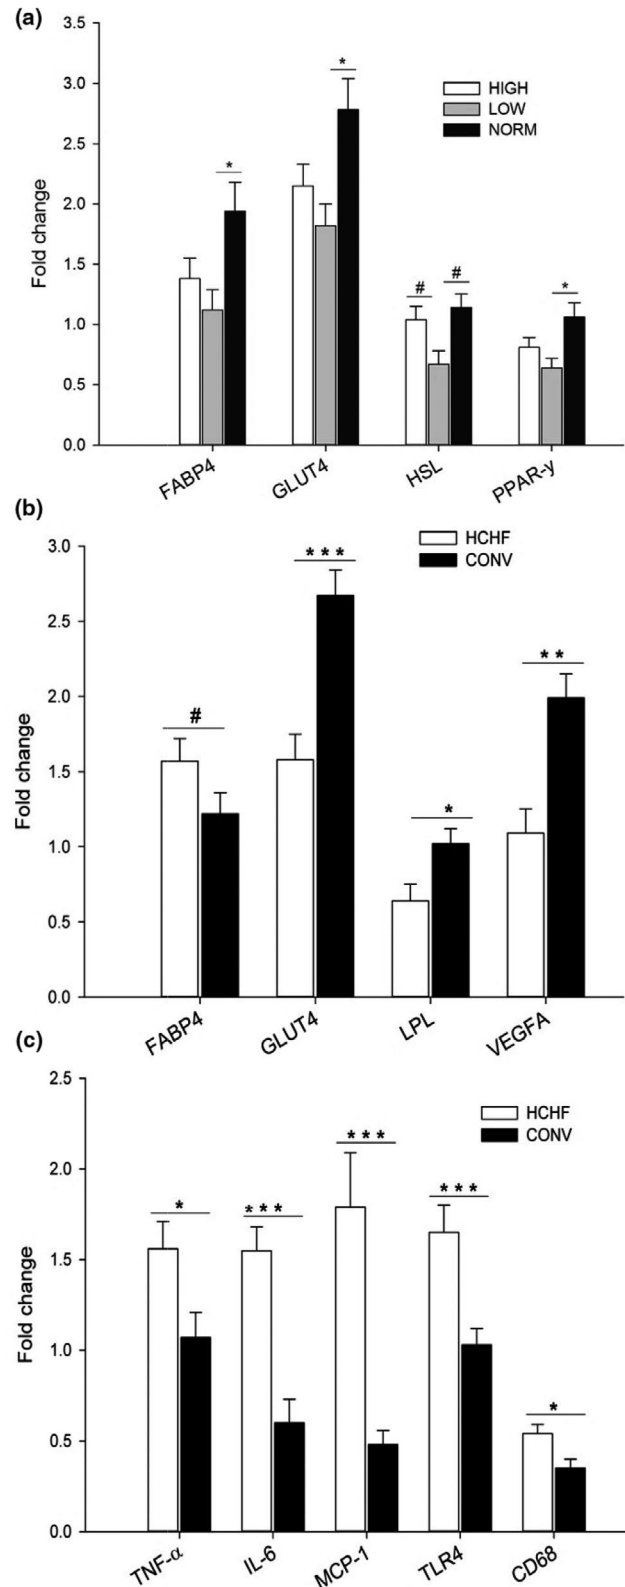 (a)
3.5
3.0
2.5
2.0
1.5
1.0
0.5
0.0
Fold change
HIGH
LOW
NORM
*
*
#
#
*
FABP4
GLUT4
HSL
PPAR-y
(b)
3.0
2.5
2.0
1.5
1.0
0.5
0.0
Fold change
HCHF
CONV
#
***
*
**
FABP4
GLUT4
LPL
VEGFA
(c)
2.5
2.0
1.5
1.0
0.5
0.0
Fold change
HCHF
CONV
*
***
***
***
*
TNF-α
IL-6
MCP-1
TLR4
CD68